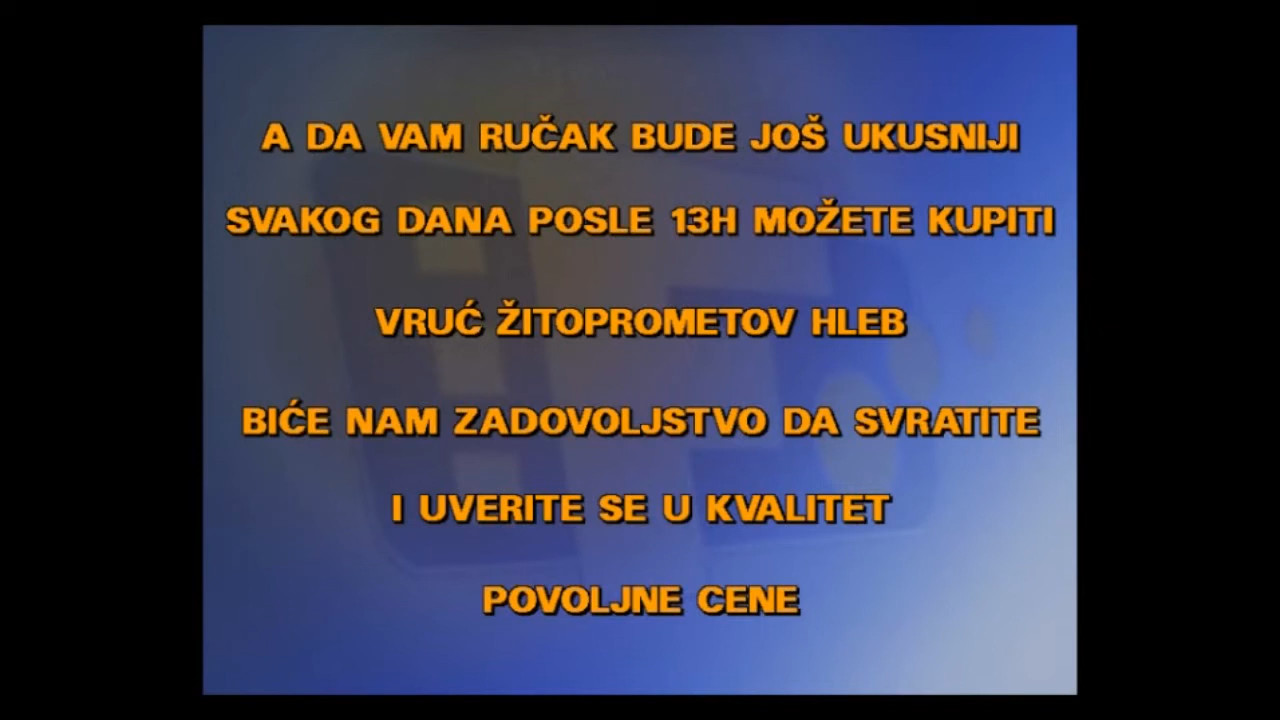 A DA VAM RUČAK BUDE JOŠ UKUSNIJI
SVAKOG DANA POSLE 13H MOŽETE KUPITI
VRUĆ ŽITOPROMETOV HLEB
BIĆE NAM ZADOVOLJSTVO DA SVRATITE
I UVERITE SE U KVALITET
POVOLJNE CENE